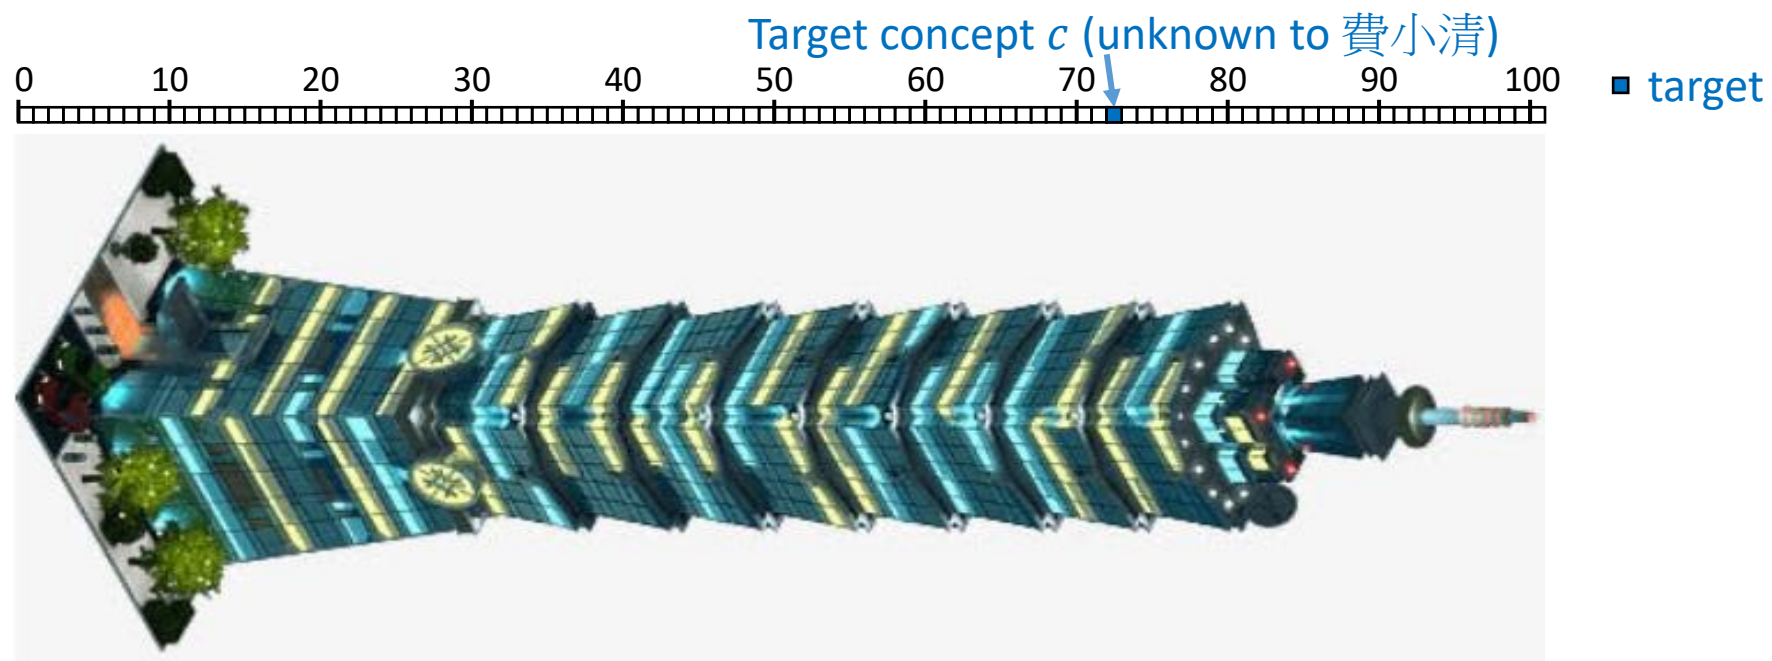 Target concept c (unknown to 費小清)
0 10 20 30 40 50 60 70 80 90 100
target